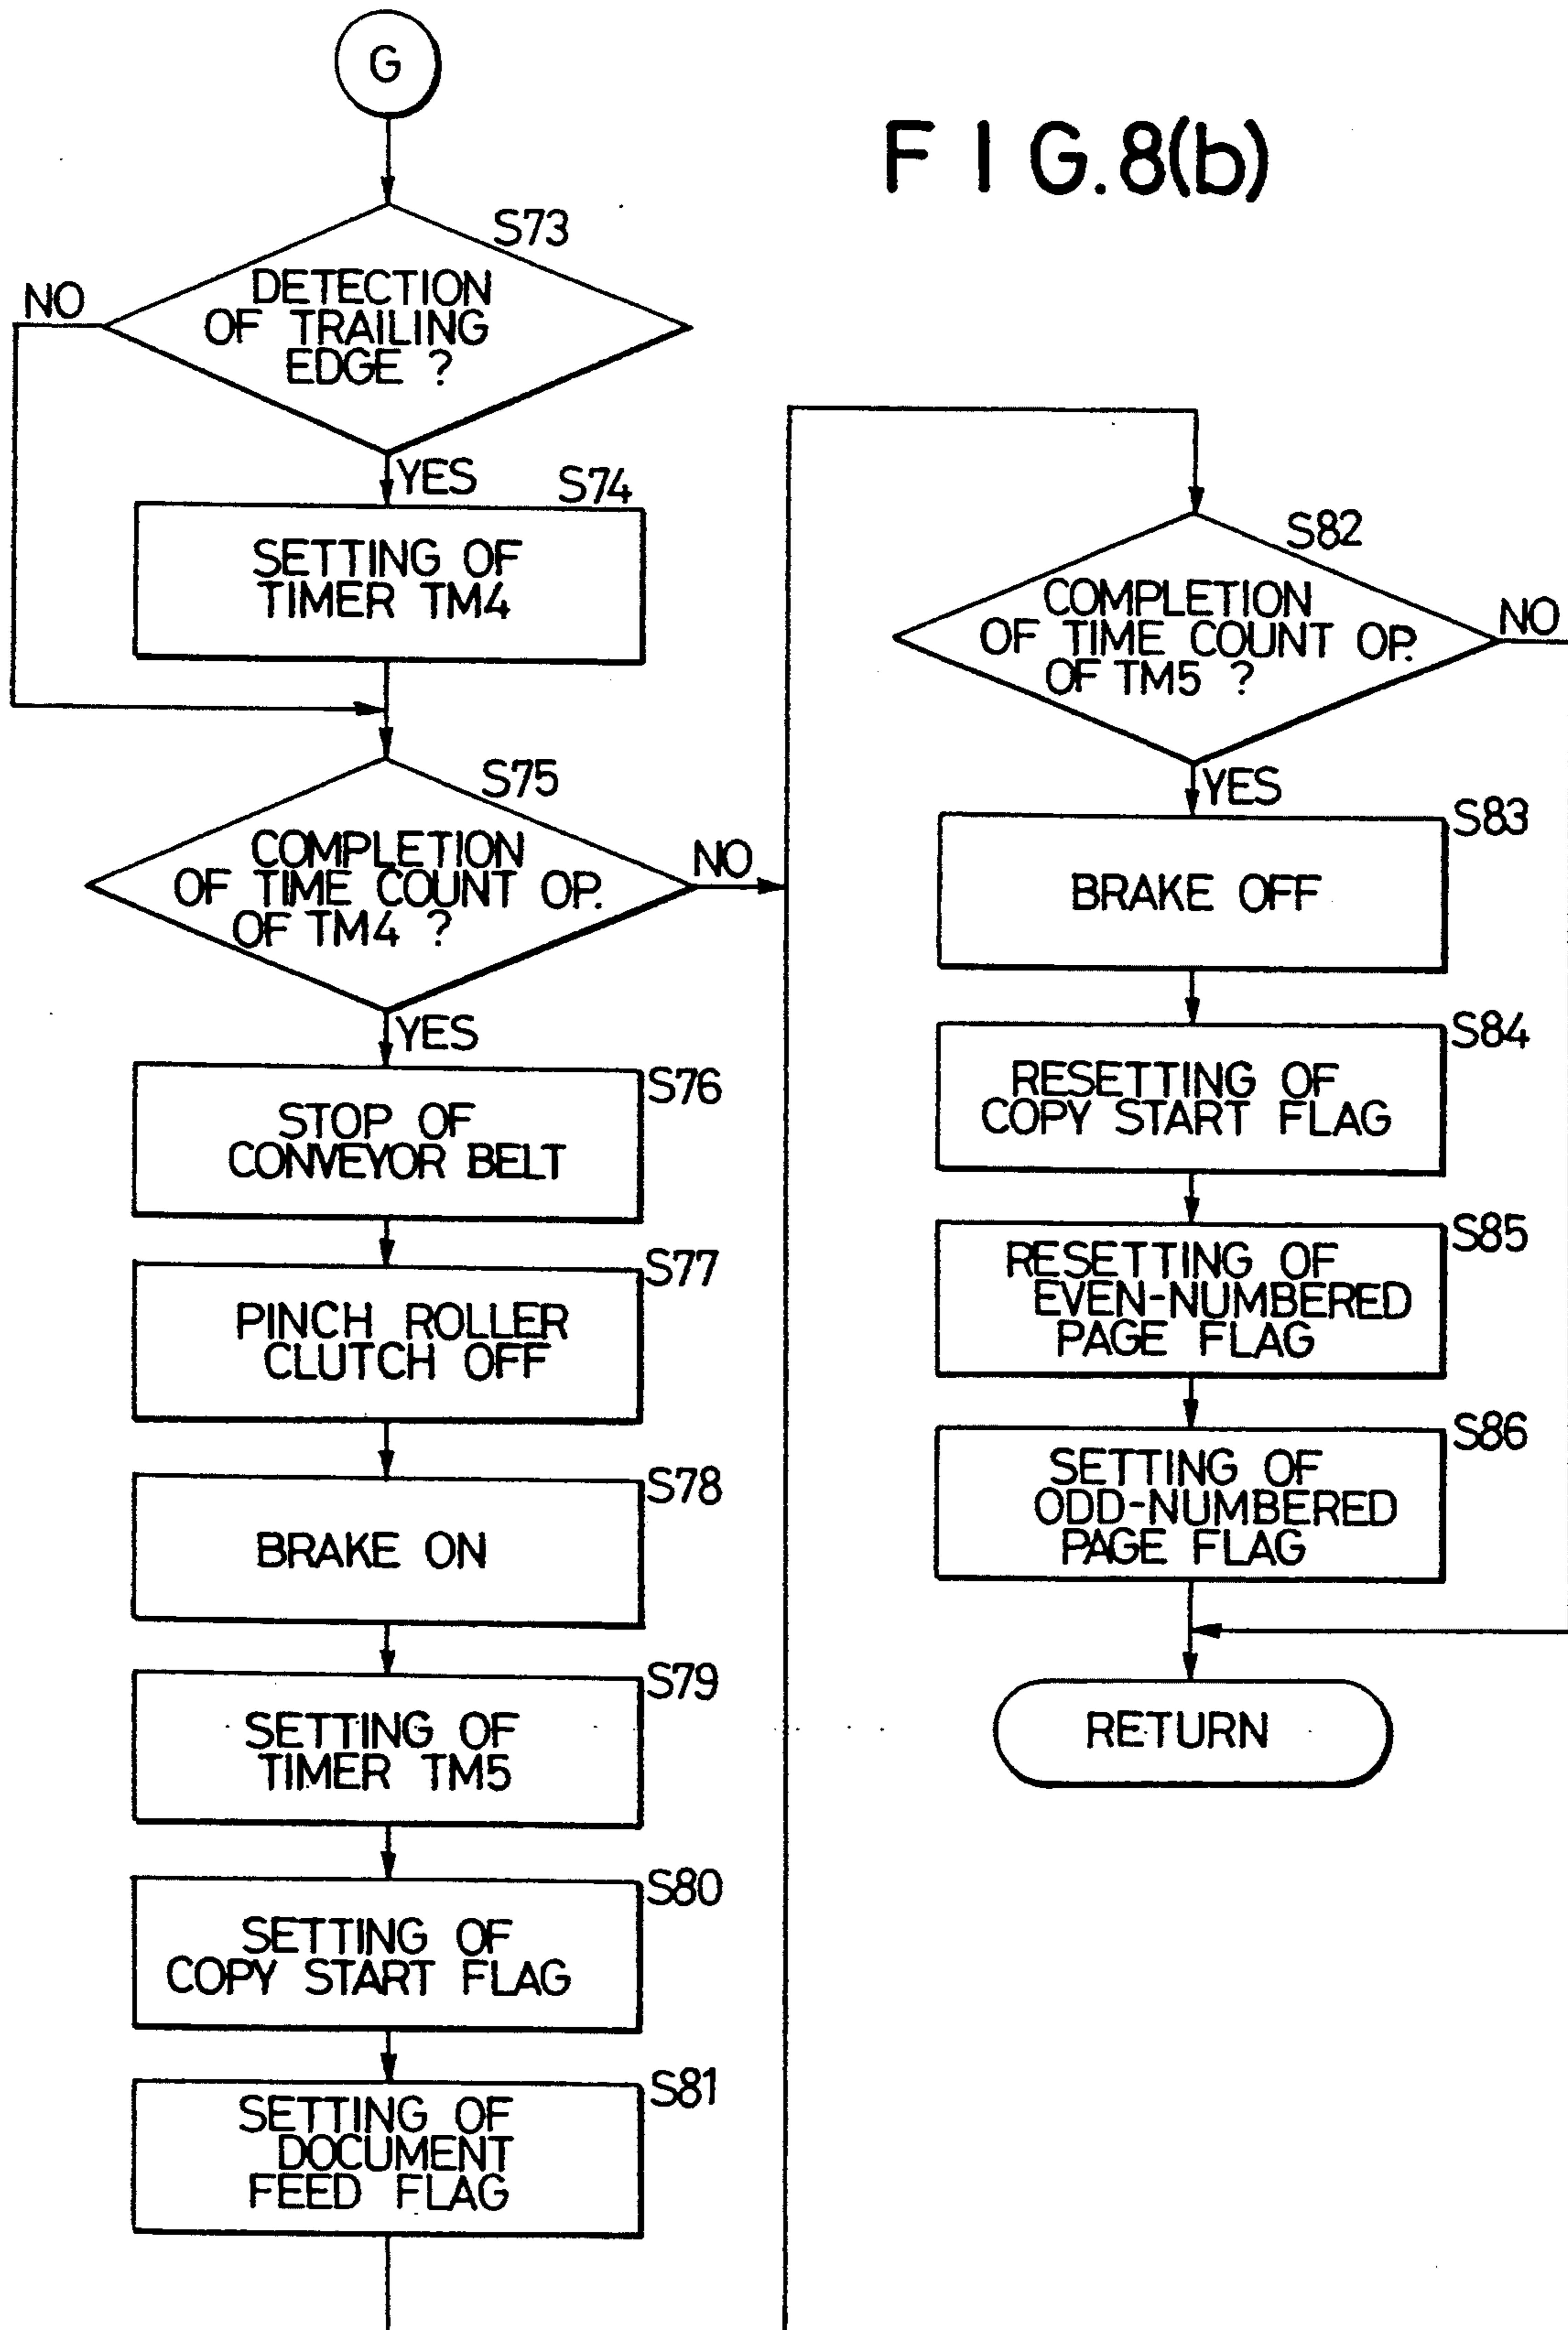 G
FIG.8(b)
S73
DETECTION
OF TRAILING
EDGE ?
NO
YES
S74
SETTING OF
TIMER TM4
S75
COMPLETION
OF TIME COUNT OP.
OF TM4 ?
NO
YES
S76
STOP OF
CONVEYOR BELT
S77
PINCH ROLLER
CLUTCH OFF
S78
BRAKE ON
S79
SETTING OF
TIMER TM5
S80
SETTING OF
COPY START FLAG
S81
SETTING OF
DOCUMENT
FEED FLAG
S82
COMPLETION
OF TIME COUNT OP.
OF TM5 ?
NO
YES
S83
BRAKE OFF
S84
RESETTING OF
COPY START FLAG
S85
RESETTING OF
EVEN-NUMBERED
PAGE FLAG
S86
SETTING OF
ODD-NUMBERED
PAGE FLAG
RETURN